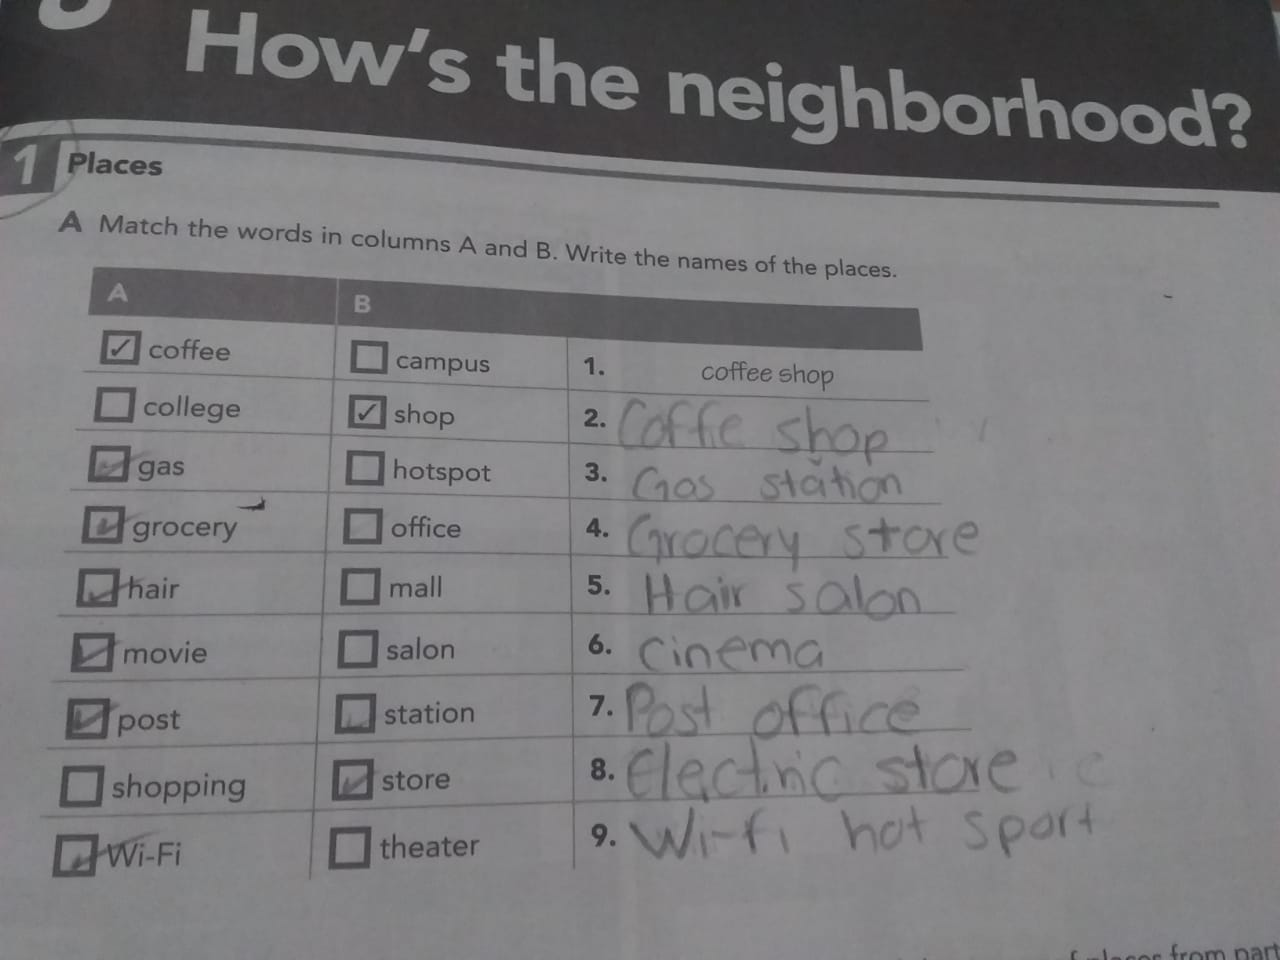 How's the neighborhood?
1 Places
A Match the words in columns A and B. Write the names of the places.
A B
coffee campus 1. coffee shop
college shop 2. Coffe shop
gas hotspot 3. Gas station
grocery office 4. Grocery store
hair mall 5. Hair salon
movie salon 6. cinema
post station 7. Post office
shopping store 8. Electric store
Wi-Fi theater 9. Wi-fi hot sport
places from part